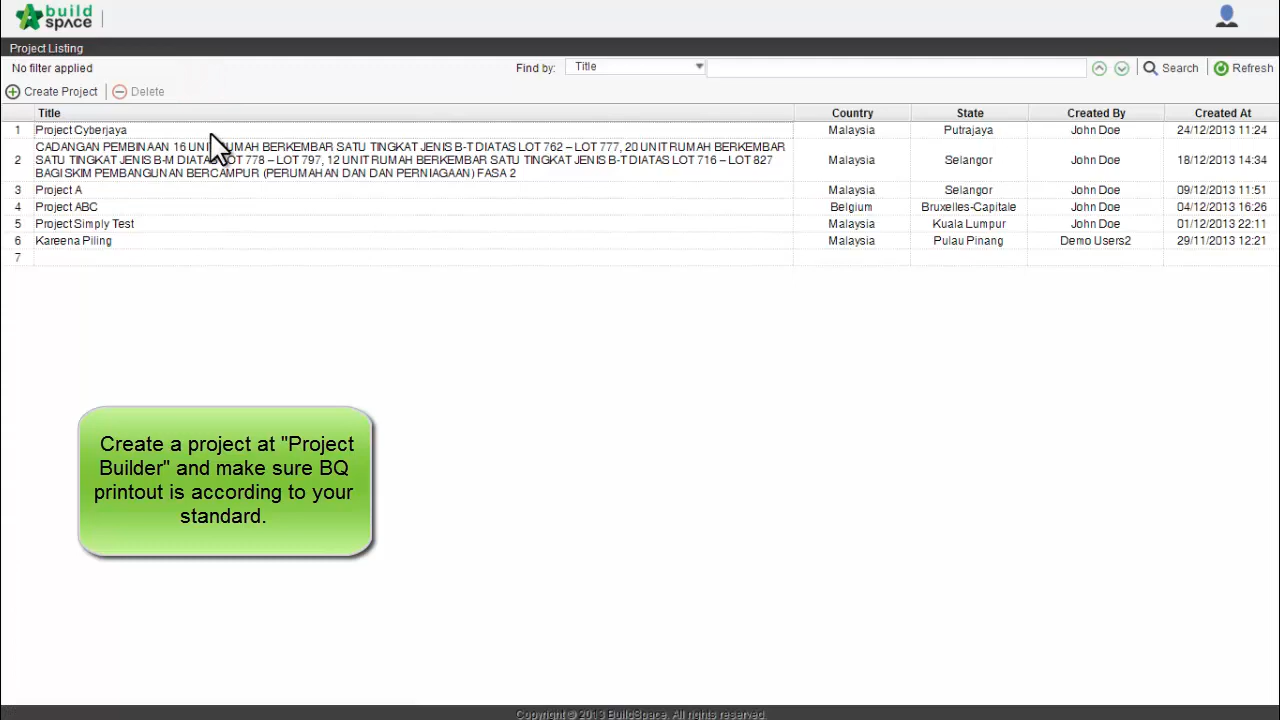 build
space
Project Listing
No filter applied
Find by:
Title
Search
Refresh
Create Project
Delete
Title Country State Created By Created At
1 Project Cyberjaya Malaysia Putrajaya John Doe 24/12/2013 11:24
CADANGAN PEMBINAAN 16 UNIT RUMAH BERKEMBAR SATU TINGKAT JENIS B-T DIATAS LOT 762 – LOT 777, 20 UNIT RUMAH BERKEMBAR
2 SATU TINGKAT JENIS B-M DIATAS LOT 778 – LOT 797, 12 UNIT RUMAH BERKEMBAR SATU TINGKAT JENIS B-T DIATAS LOT 716 – LOT 827 Malaysia Selangor John Doe 18/12/2013 14:34
BAGI SKIM PEMBANGUNAN BERCAMPUR (PERUMAHAN DAN DAN PERNIAGAAN) FASA 2
3 Project A Malaysia Selangor John Doe 09/12/2013 11:51
4 Project ABC Belgium Bruxelles-Capitale John Doe 04/12/2013 16:26
5 Project Simply Test Malaysia Kuala Lumpur John Doe 01/12/2013 22:11
6 Kareena Piling Malaysia Pulau Pinang Demo Users2 29/11/2013 12:21
7
Create a project at "Project
Builder" and make sure BQ
printout is according to your
standard.
Copyright © 2013 BuildSpace. All rights reserved.